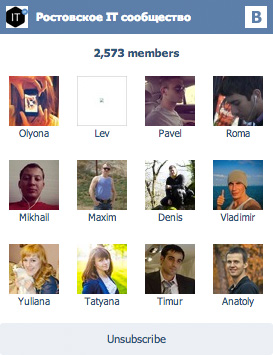 IT
Ростовское IT сообщество
B
2,573 members
Olyona Lev Pavel Roma
Mikhail Maxim Denis Vladimir
Yuliana Tatyana Timur Anatoly
Unsubscribe